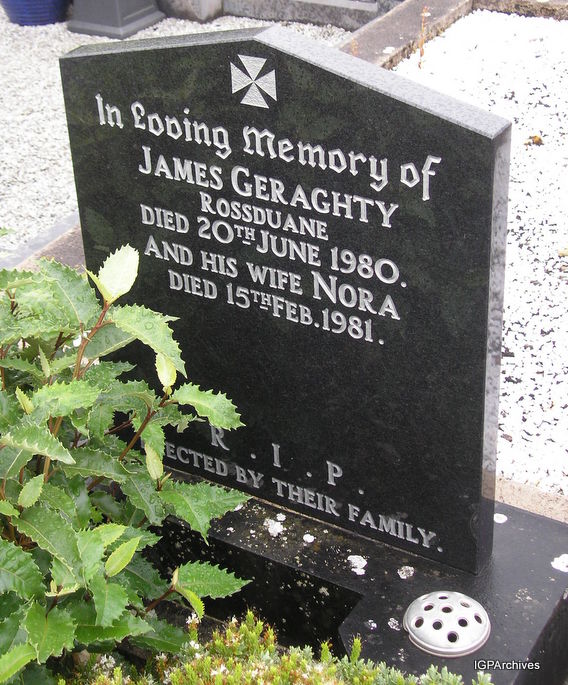 In Loving Memory of
JAMES GERAGHTY
ROSSDUANE
DIED 20TH JUNE 1980.
AND HIS WIFE NORA
DIED 15TH FEB. 1981.
R. I. P.
ERECTED BY THEIR FAMILY.
IGPArchives